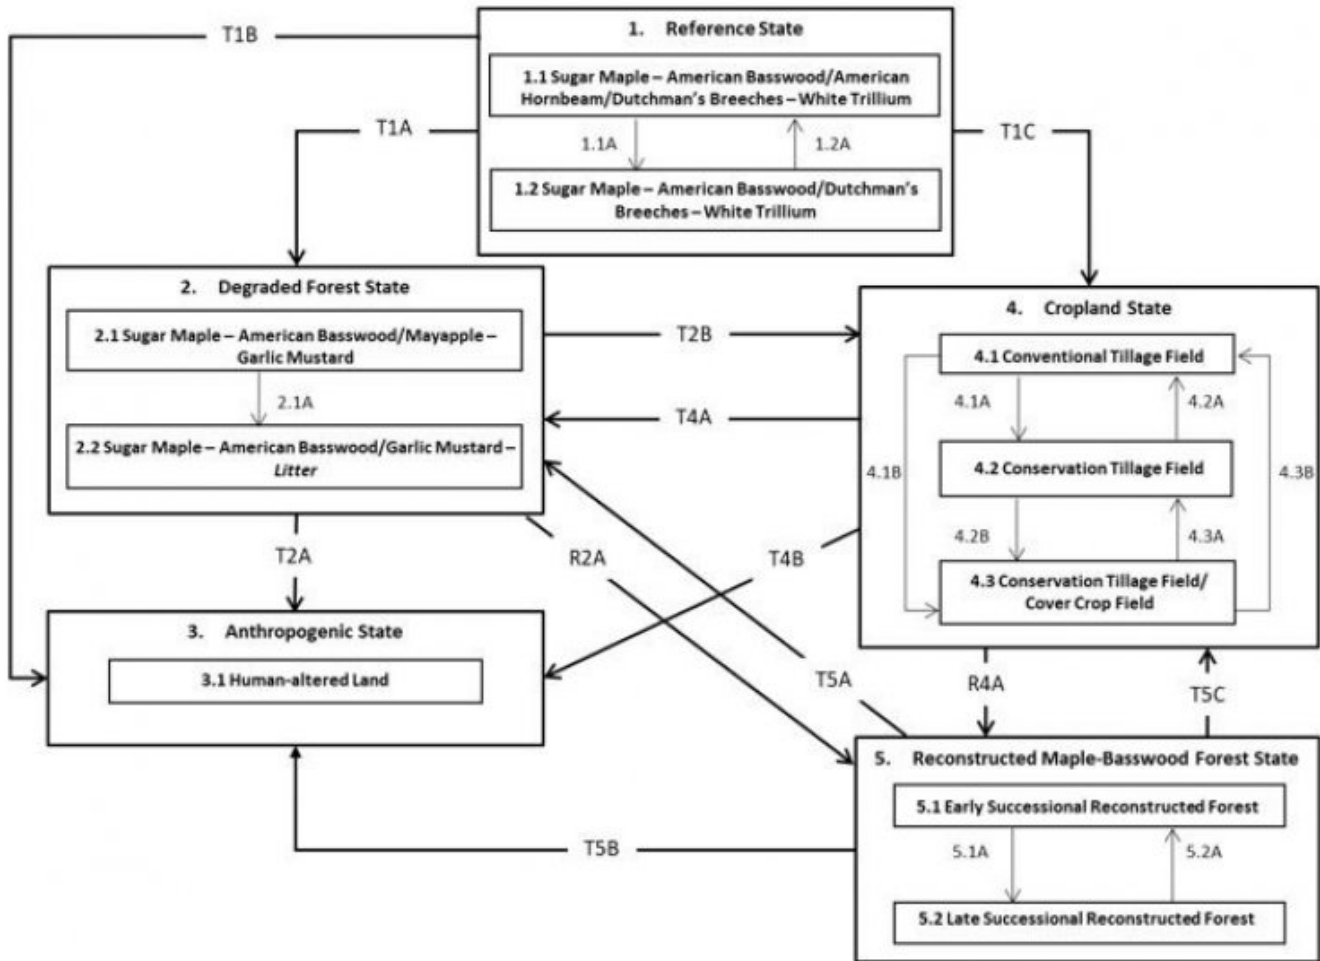 T1B
1. Reference State
1.1 Sugar Maple – American Basswood/American
Hornbeam/Dutchman's Breeches – White Trillium
T1A
1.1A
1.2A
T1C
1.2 Sugar Maple – American Basswood/Dutchman's
Breeches – White Trillium
2. Degraded Forest State
2.1 Sugar Maple – American Basswood/Mayapple –
Garlic Mustard
2.1A
2.2 Sugar Maple – American Basswood/Garlic Mustard –
Litter
T2B
T4A
4. Cropland State
4.1 Conventional Tillage Field
4.1A
4.2A
4.2 Conservation Tillage Field
4.1B
4.3B
4.2B
4.3A
4.3 Conservation Tillage Field/
Cover Crop Field
T2A
R2A
T4B
3. Anthropogenic State
3.1 Human-altered Land
T5A
R4A
T5C
5. Reconstructed Maple-Basswood Forest State
5.1 Early Successional Reconstructed Forest
5.1A
5.2A
5.2 Late Successional Reconstructed Forest
T5B